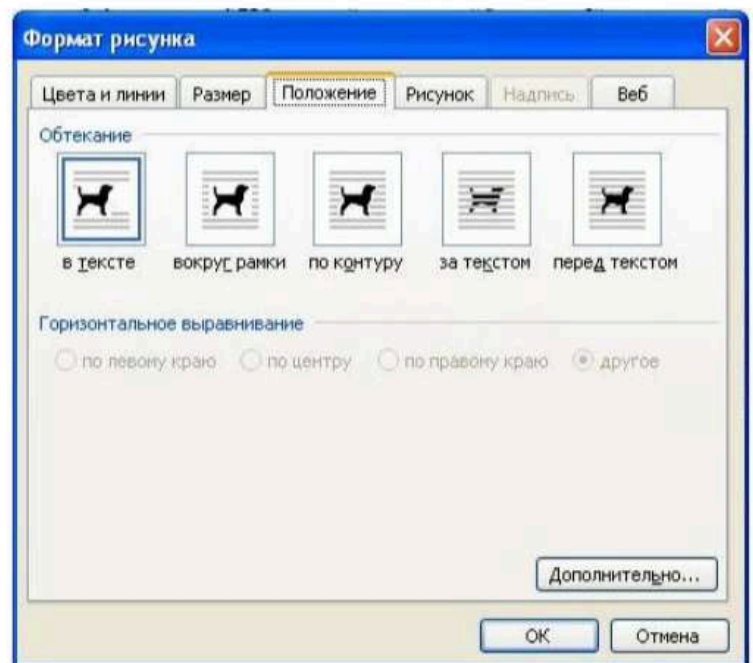 Формат рисунка
Цвета и линии Размер Положение Рисунок Надпись Веб
Обтекание
в тексте вокруг рамки по контуру за текстом перед текстом
Горизонтальное выравнивание
по левому краю по центру по правому краю другое
Дополнительно...
ОК Отмена